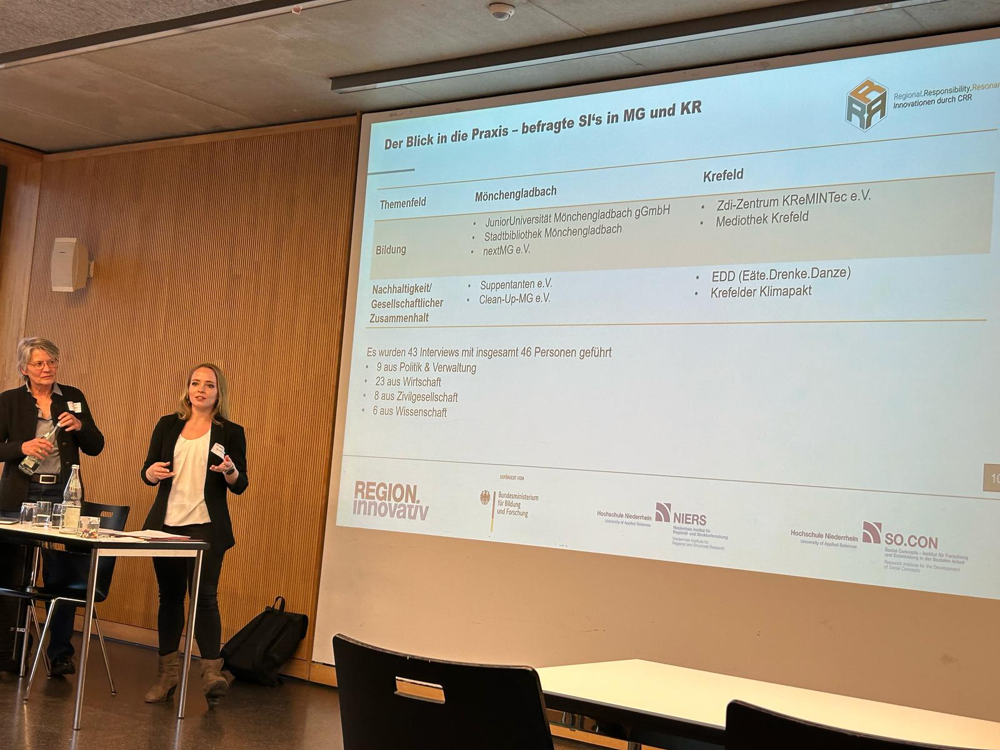 Regional.Responsibility.Resonan
Innovationen durch CRR
Der Blick in die Praxis – befragte SI's in MG und KR
Themenfeld
Mönchengladbach
Krefeld
Bildung
• JuniorUniversität Mönchengladbach gGmbH
• Stadtbibliothek Mönchengladbach
• nextMG e.V.
• Zdi-Zentrum KReMINTec e.V.
• Mediothek Krefeld
Nachhaltigkeit/
Gesellschaftlicher
Zusammenhalt
• Suppentanten e.V.
• Clean-Up-MG e.V.
• EDD (Eäte.Drenke.Danze)
• Krefelder Klimapakt
Es wurden 43 Interviews mit insgesamt 46 Personen geführt
• 9 aus Politik & Verwaltung
• 23 aus Wirtschaft
• 8 aus Zivilgesellschaft
• 6 aus Wissenschaft
10
REGION.
innovativ
GEFÖRDERT VOM
Bundesministerium
für Bildung
und Forschung
Hochschule Niederrhein
University of Applied Sciences
NIERS
Niederrhein Institut für
Regional- und Strukturforschung
Niederrhein Institute for
Regional and Structural Research
Hochschule Niederrhein
University of Applied Sciences
SO.CON
Social Concepts – Institut für Forschung
und Entwicklung in der Sozialen Arbeit
Research Institute for the Development
of Social Concepts